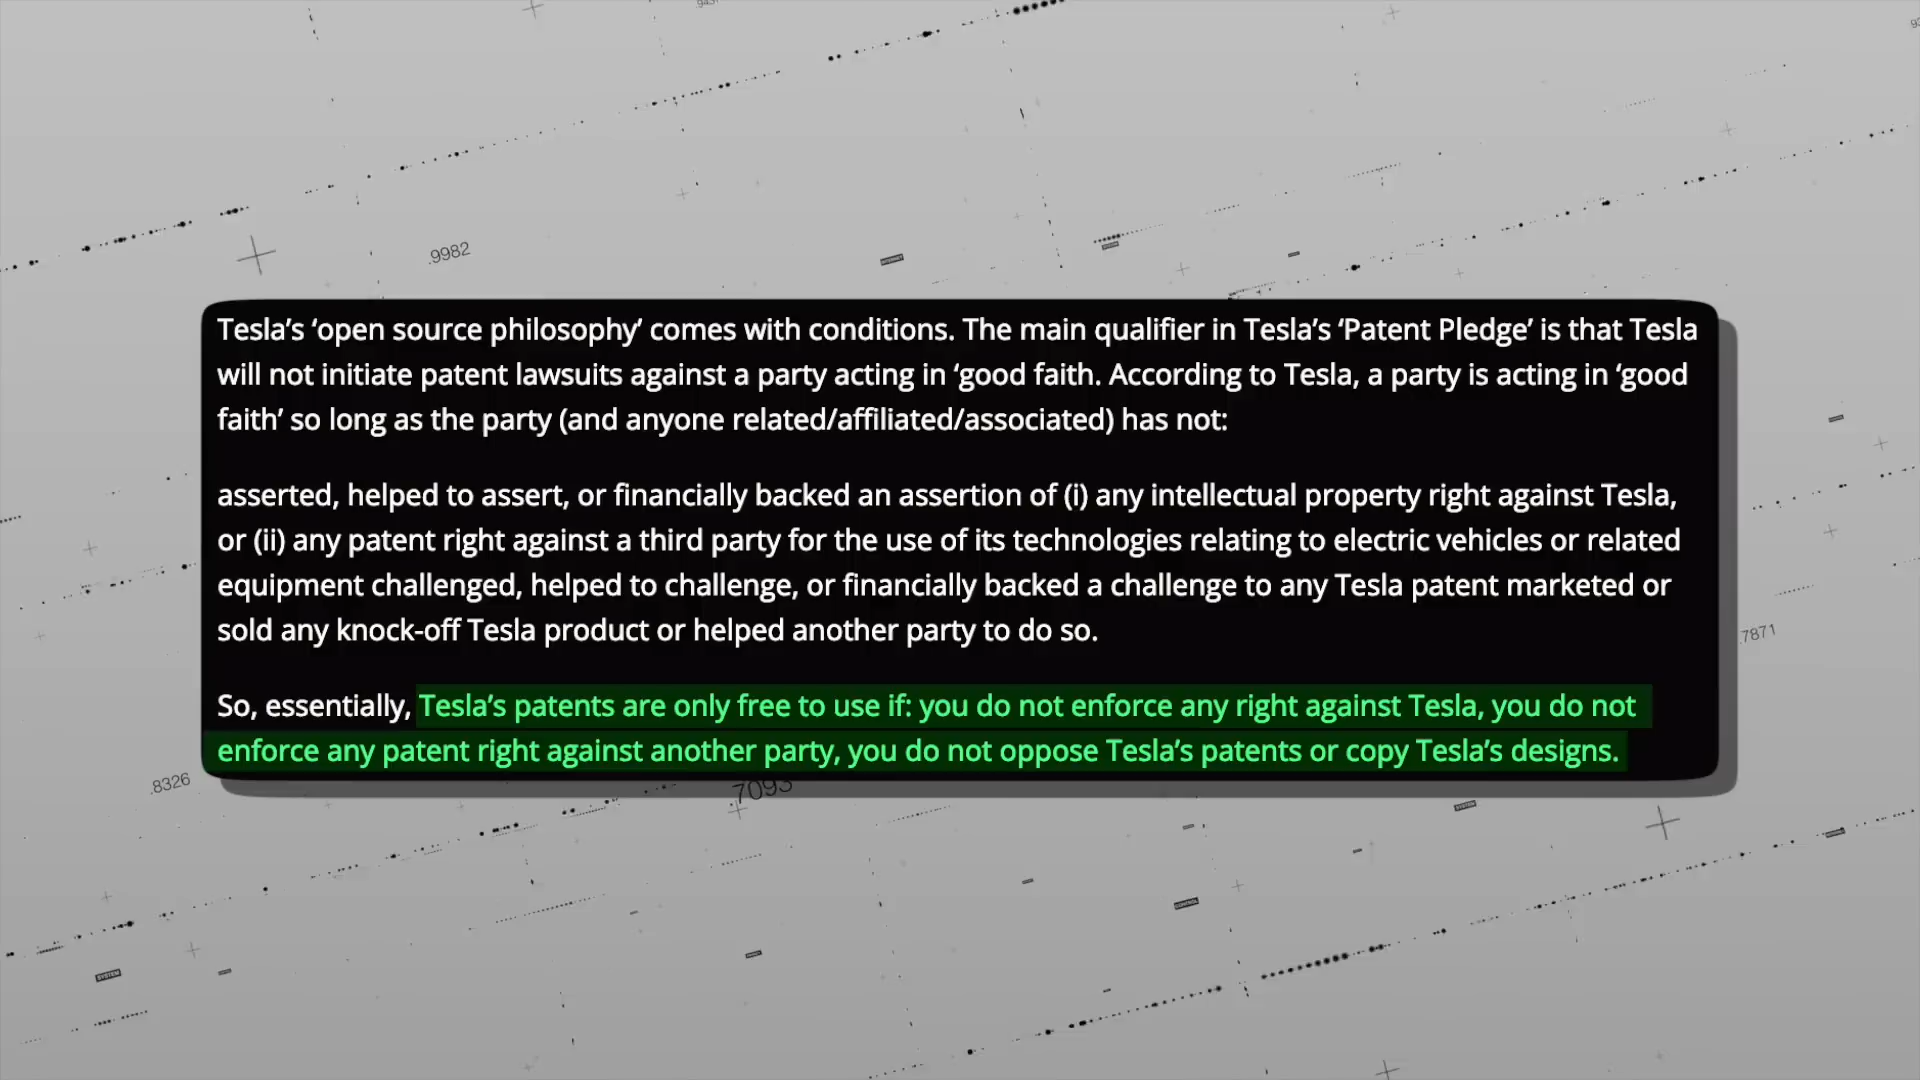 .9982
Tesla’s ‘open source philosophy‘ comes with conditions. The main qualifier in Tesla’s ‘Patent Pledge’ is that Tesla
will not initiate patent lawsuits against a party acting in ‘good faith. According to Tesla, a party is acting in ‘good
faith’ so long as the party (and anyone related/affiliated/associated) has not:
asserted, helped to assert, or financially backed an assertion of (i) any intellectual property right against Tesla,
or (ii) any patent right against a third party for the use of its technologies relating to electric vehicles or related
equipment challenged, helped to challenge, or financially backed a challenge to any Tesla patent marketed or
sold any knock-off Tesla product or helped another party to do so.
.7871
So, essentially, Tesla’s patents are only free to use if: you do not enforce any right against Tesla, you do not
enforce any patent right against another party, you do not oppose Tesla’s patents or copy Tesla’s designs.
.8326
.7093
CONTROL
SYSTEM